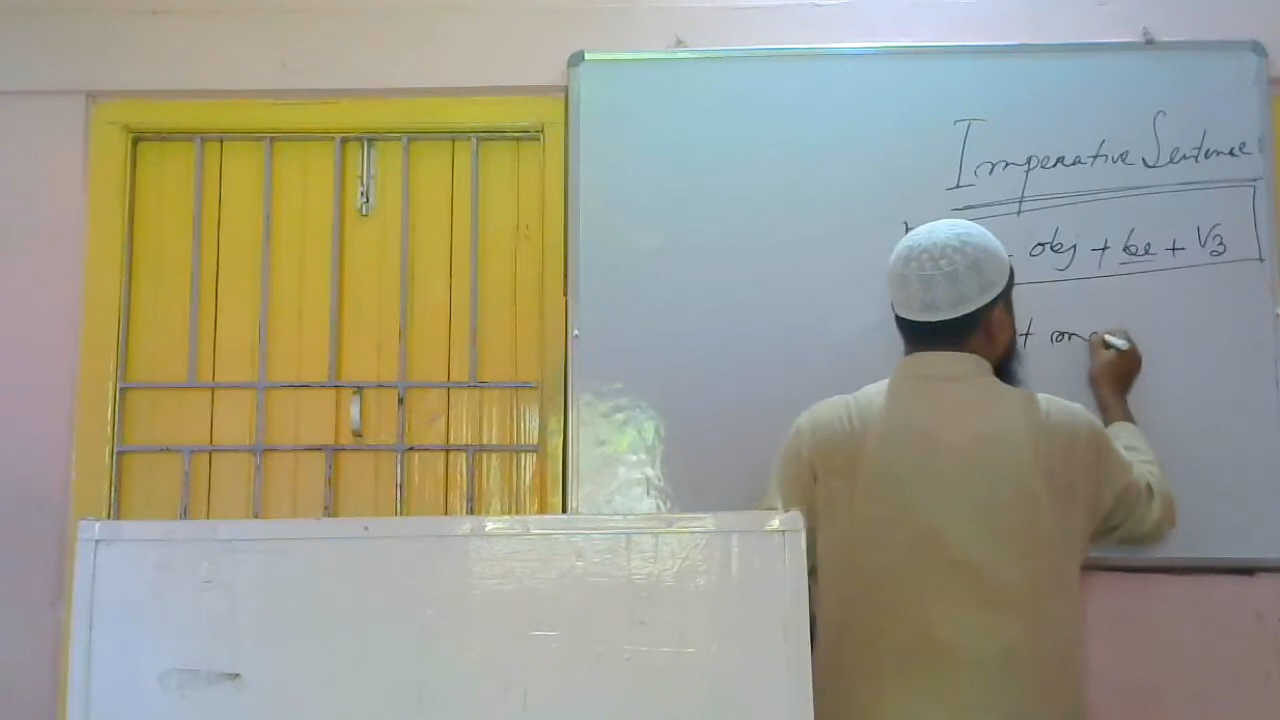 Imperative Sentence
obj + be + V3
+